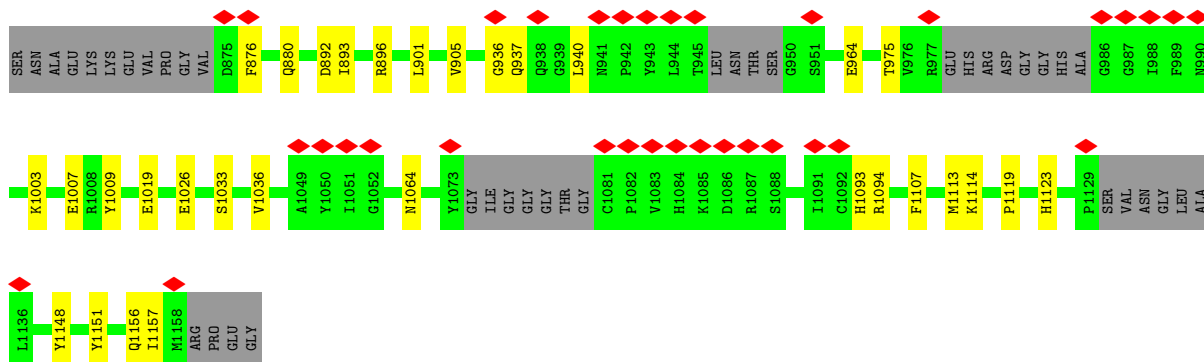 SER ASN ALA GLU LYS LYS GLU VAL PRO GLY VAL D875 F876 Q880 D892 I893 R896 L901 V905 G936 Q937 Q938 G939 L940 N941 P942 Y943 L944 T945 LEU ASN THR SER G950 S951 E964 T975 V976 R977 GLU HIS ARG ASP GLY GLY HIS ALA G986 G987 I988 F989 N990
K1003 E1007 R1008 Y1009 E1019 E1026 S1033 V1036 A1049 Y1050 I1051 G1052 N1064 Y1073 GLY ILE GLY GLY GLY THR GLY C1081 P1082 V1083 H1084 K1085 D1086 R1087 S1088 I1091 C1092 H1093 R1094 F1107 M1113 K1114 P1119 H1123 P1129 SER VAL ASN GLY LEU ALA
L1136 Y1148 Y1151 Q1156 I1157 M1158 ARG PRO GLU GLY